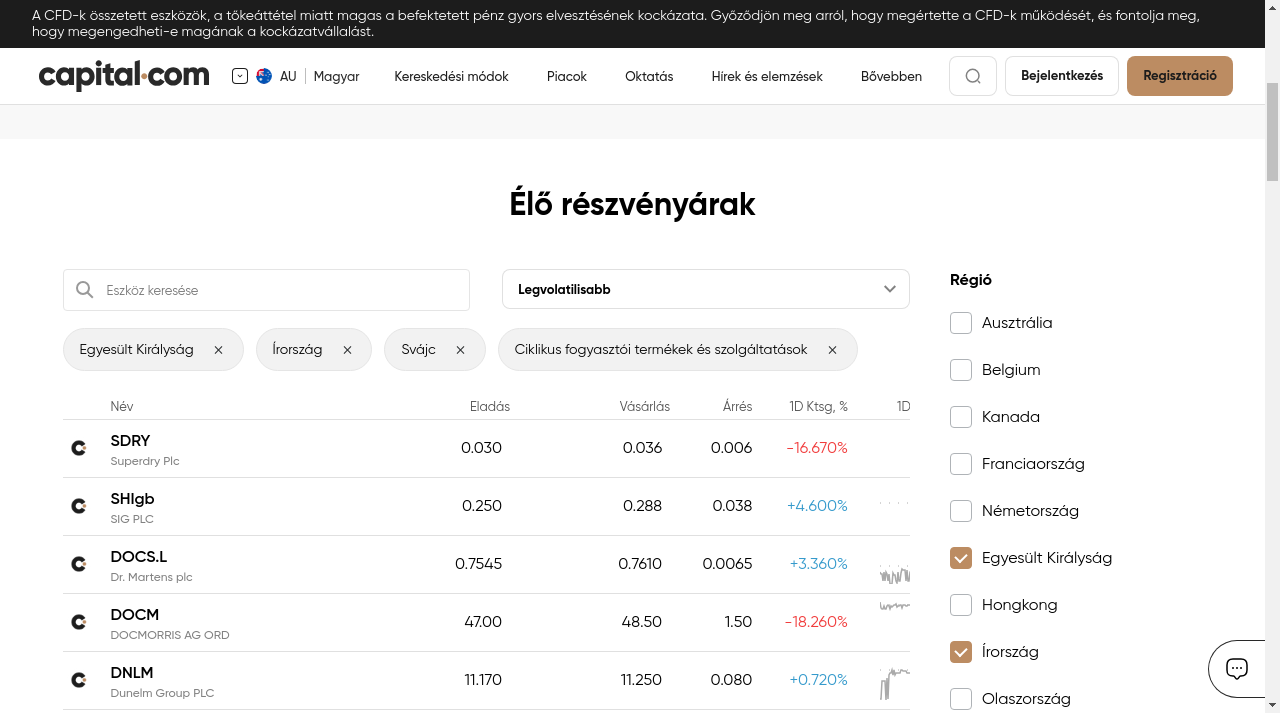 A CFD-k összetett eszközök, a tőkeáttétel miatt magas a befektetett pénz gyors elvesztésének kockázata. Győződjön meg arról, hogy megértette a CFD-k működését, és fontolja meg,
hogy megengedheti-e magának a kockázatvállalást.
capital.com AU Magyar Kereskedési módok Piacok Oktatás Hírek és elemzések Bővebben Bejelentkezés Regisztráció
Élő részvényárak
Eszköz keresése Legvolatilisabb
Egyesült Királyság Írország Svájc Ciklikus fogyasztói termékek és szolgáltatások
Név Eladás Vásárlás Árrés 1D Ktsg, % 1D
SDRY 0.030 0.036 0.006 -16.670%
Superdry Plc
SHIgb 0.250 0.288 0.038 +4.600%
SIG PLC
DOCS.L 0.7545 0.7610 0.0065 +3.360%
Dr. Martens plc
DOCM 47.00 48.50 1.50 -18.260%
DOCMORRIS AG ORD
DNLM 11.170 11.250 0.080 +0.720%
Dunelm Group PLC
Régió
Ausztrália
Belgium
Kanada
Franciaország
Németország
Egyesült Királyság
Hongkong
Írország
Olaszország